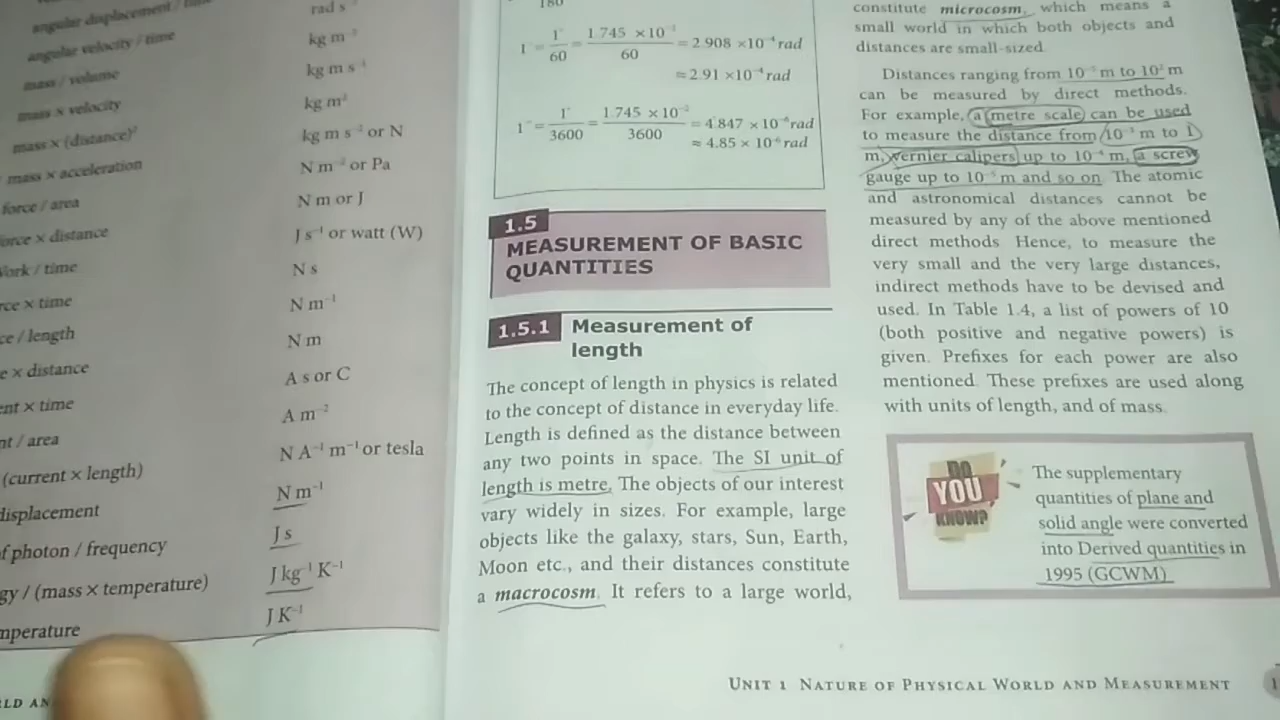 angular displacement / time
rad s
angular velocity / time
kg m⁻³
mass / volume
kg m s⁻¹
mass × velocity
kg m²
mass × (distance)²
kg m s⁻² or N
mass × acceleration
N m⁻² or Pa
force / area
N m or J
force × distance
J s⁻¹ or watt (W)
Work / time
N s
rce × time
N m⁻¹
ce / length
N m
e × distance
A s or C
ent × time
A m⁻²
nt / area
N A⁻¹ m⁻¹ or tesla
(current × length)
N m⁻¹
displacement
J s
f photon / frequency
J kg⁻¹ K⁻¹
gy / (mass × temperature)
J K⁻¹
mperature
LD AN
180
1′ = 1° / 60 = 1.745 ×10⁻² / 60 = 2.908 ×10⁻⁴ rad
≈ 2.91 ×10⁻⁴ rad
1″ = 1° / 3600 = 1.745 ×10⁻² / 3600 = 4.847 ×10⁻⁶ rad
≈ 4.85 × 10⁻⁶ rad
1.5
MEASUREMENT OF BASIC
QUANTITIES
1.5.1 Measurement of
length
The concept of length in physics is related
to the concept of distance in everyday life.
Length is defined as the distance between
any two points in space. The SI unit of
length is metre. The objects of our interest
vary widely in sizes. For example, large
objects like the galaxy, stars, Sun, Earth,
Moon etc., and their distances constitute
a macrocosm. It refers to a large world,
constitute microcosm, which means a
small world in which both objects and
distances are small-sized.
Distances ranging from 10⁻⁵ m to 10² m
can be measured by direct methods.
For example, a metre scale can be used
to measure the distance from 10⁻³ m to 1
m, vernier calipers up to 10⁻⁴ m, a screw
gauge up to 10⁻⁵ m and so on. The atomic
and astronomical distances cannot be
measured by any of the above mentioned
direct methods. Hence, to measure the
very small and the very large distances,
indirect methods have to be devised and
used. In Table 1.4, a list of powers of 10
(both positive and negative powers) is
given. Prefixes for each power are also
mentioned. These prefixes are used along
with units of length, and of mass.
DO
YOU
KNOW?
The supplementary
quantities of plane and
solid angle were converted
into Derived quantities in
1995 (GCWM)
UNIT 1 NATURE OF PHYSICAL WORLD AND MEASUREMENT